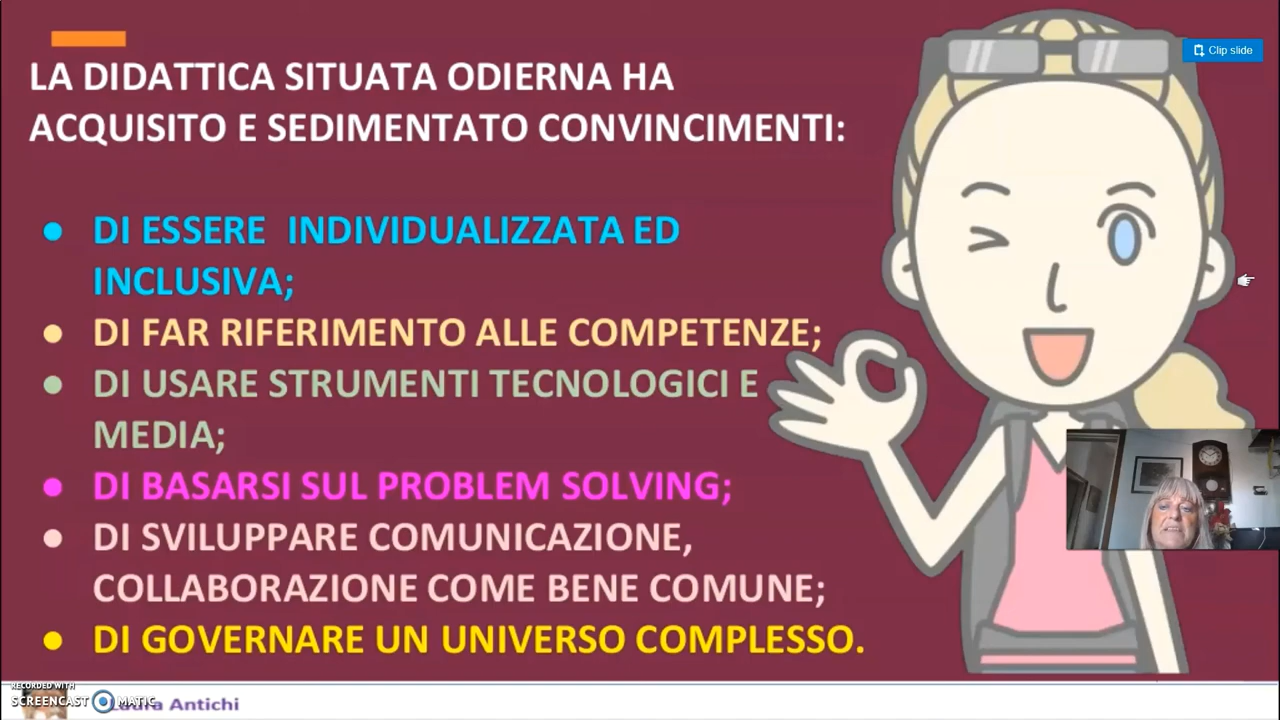 Clip slide
LA DIDATTICA SITUATA ODIERNA HA
ACQUISITO E SEDIMENTATO CONVINCIMENTI:
● DI ESSERE INDIVIDUALIZZATA ED
INCLUSIVA;
● DI FAR RIFERIMENTO ALLE COMPETENZE;
● DI USARE STRUMENTI TECNOLOGICI E
MEDIA;
● DI BASARSI SUL PROBLEM SOLVING;
● DI SVILUPPARE COMUNICAZIONE,
COLLABORAZIONE COME BENE COMUNE;
● DI GOVERNARE UN UNIVERSO COMPLESSO.
RECORDED WITH
SCREENCAST MATIC
Laura Antichi